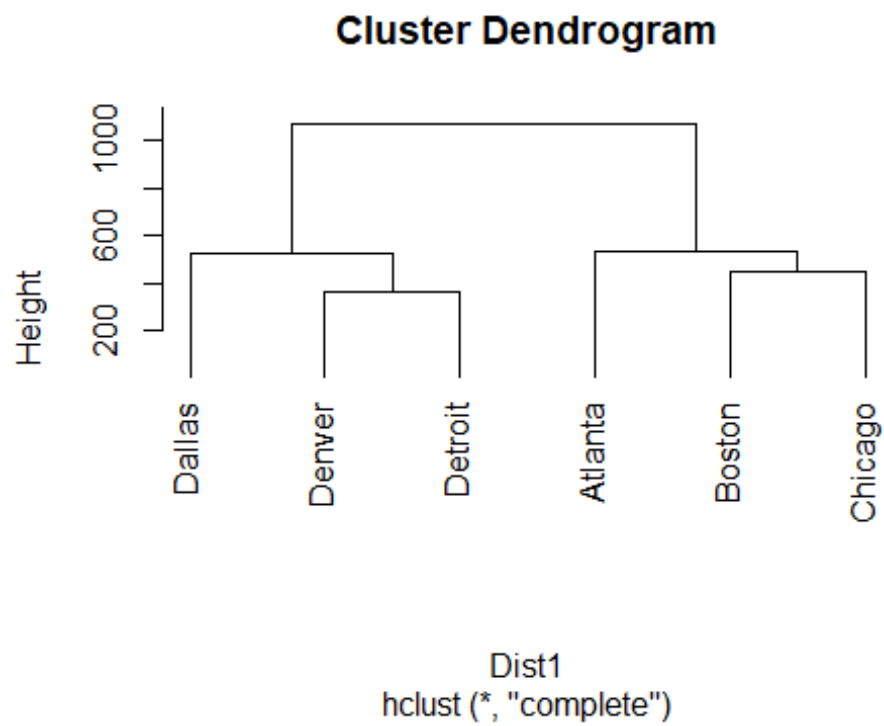 Cluster Dendrogram
Height
1000
600
200
Dallas
Denver
Detroit
Atlanta
Boston
Chicago
Dist1
hclust (*, "complete")